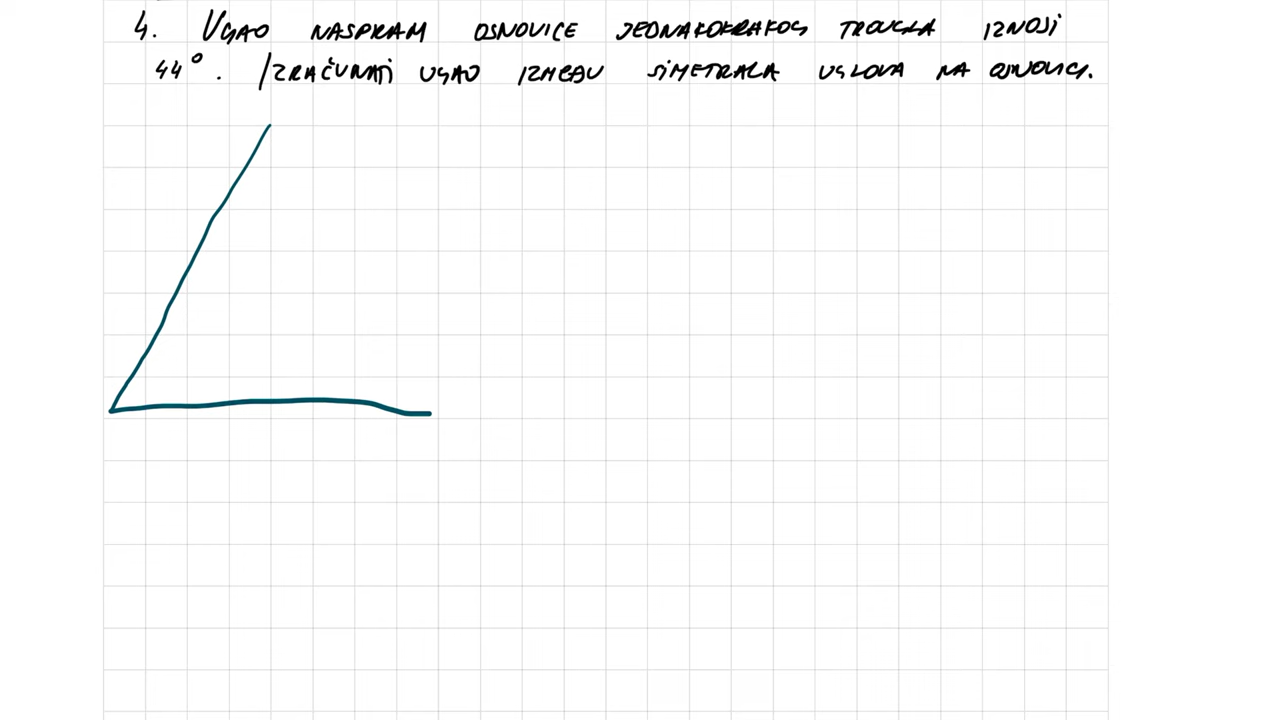 4. UGAO NASPRAM OSNOVICE JEDNAKOKRAKOG TROUGLA IZNOSI
44°. IZRAČUNATI UGAO IZMEĐU SIMETRALA UGLOVA NA OSNOVICI.